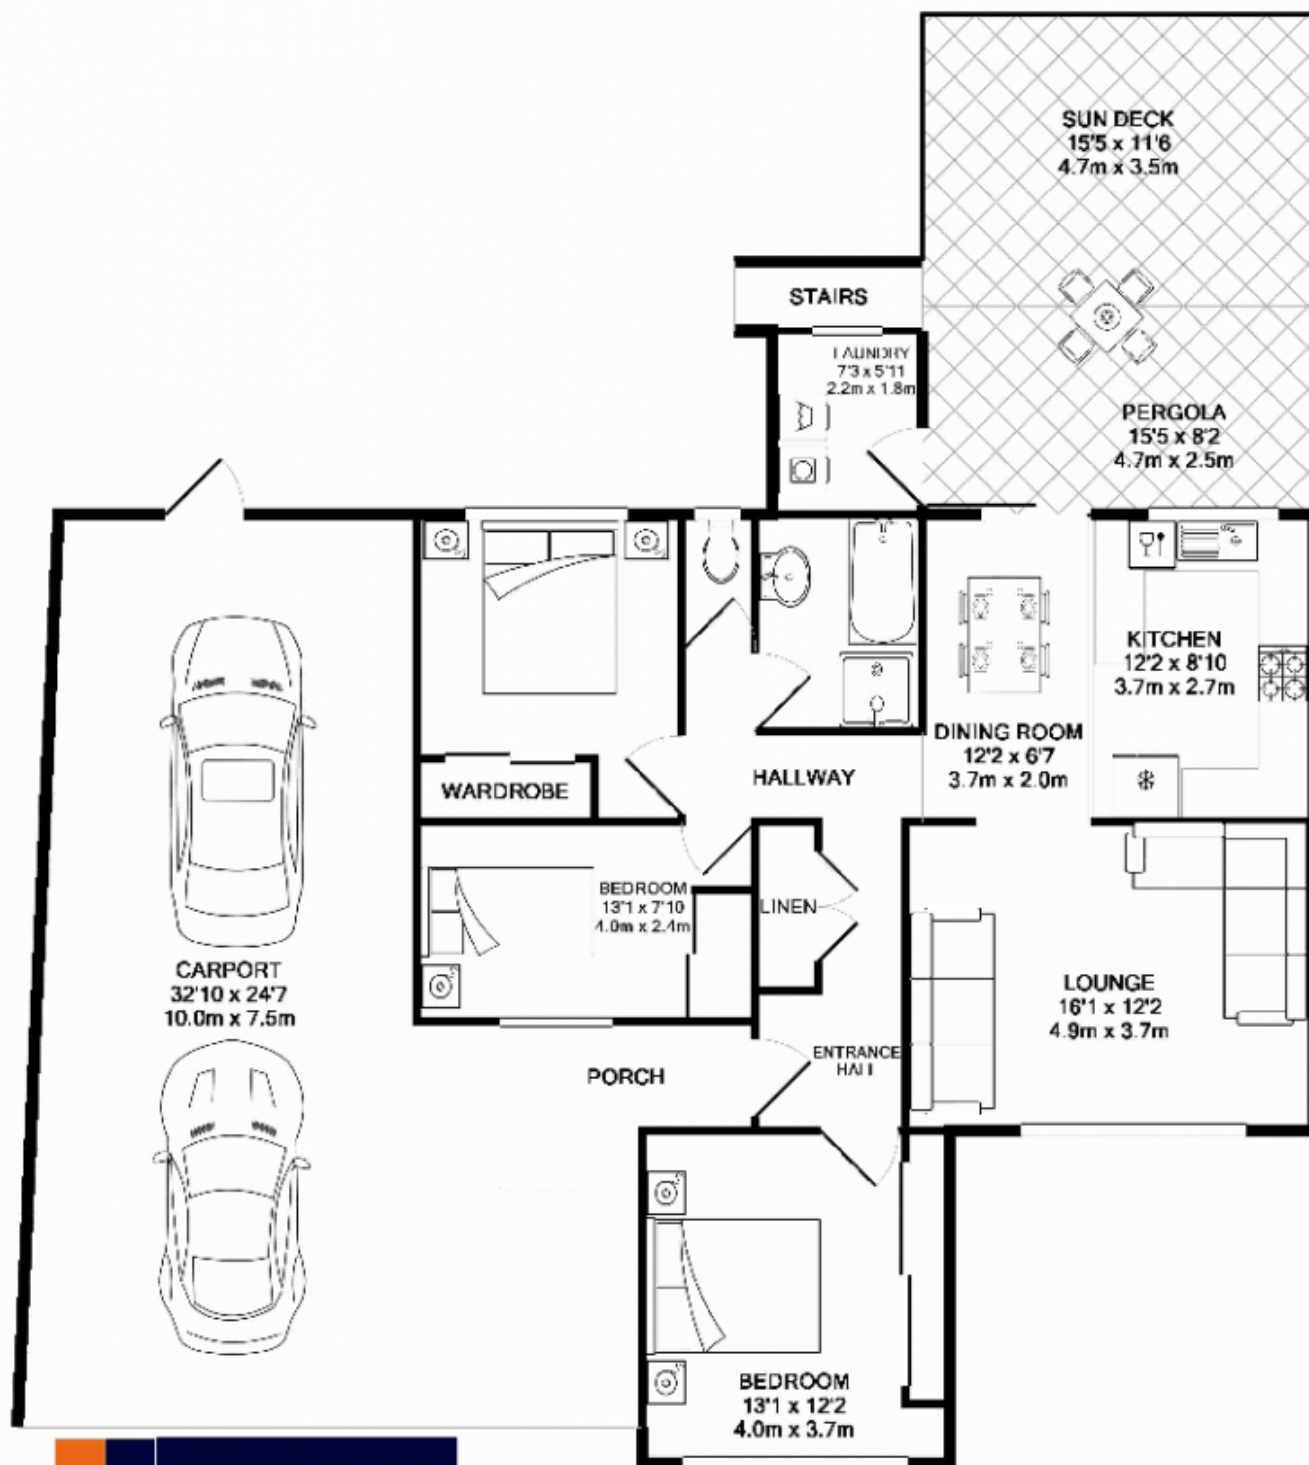 SUN DECK
15'5 x 11'6
4.7m x 3.5m
STAIRS
LAUNDRY
7'3 x 5'11
2.2m x 1.8m
PERGOLA
15'5 x 8'2
4.7m x 2.5m
KITCHEN
12'2 x 8'10
3.7m x 2.7m
DINING ROOM
12'2 x 6'7
3.7m x 2.0m
HALLWAY
WARDROBE
BEDROOM
13'1 x 7'10
4.0m x 2.4m
LINEN
CARPORT
32'10 x 24'7
10.0m x 7.5m
LOUNGE
16'1 x 12'2
4.9m x 3.7m
ENTRANCE
HALL
PORCH
BEDROOM
13'1 x 12'2
4.0m x 3.7m